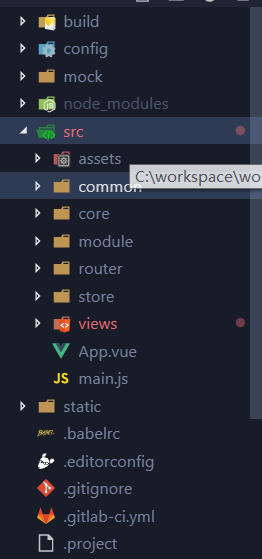 build
config
mock
node_modules
src
assets
common
C:\workspace\wo
core
module
router
store
views
App.vue
JS main.js
static
BABEL .babelrc
.editorconfig
.gitignore
.gitlab-ci.yml
.project